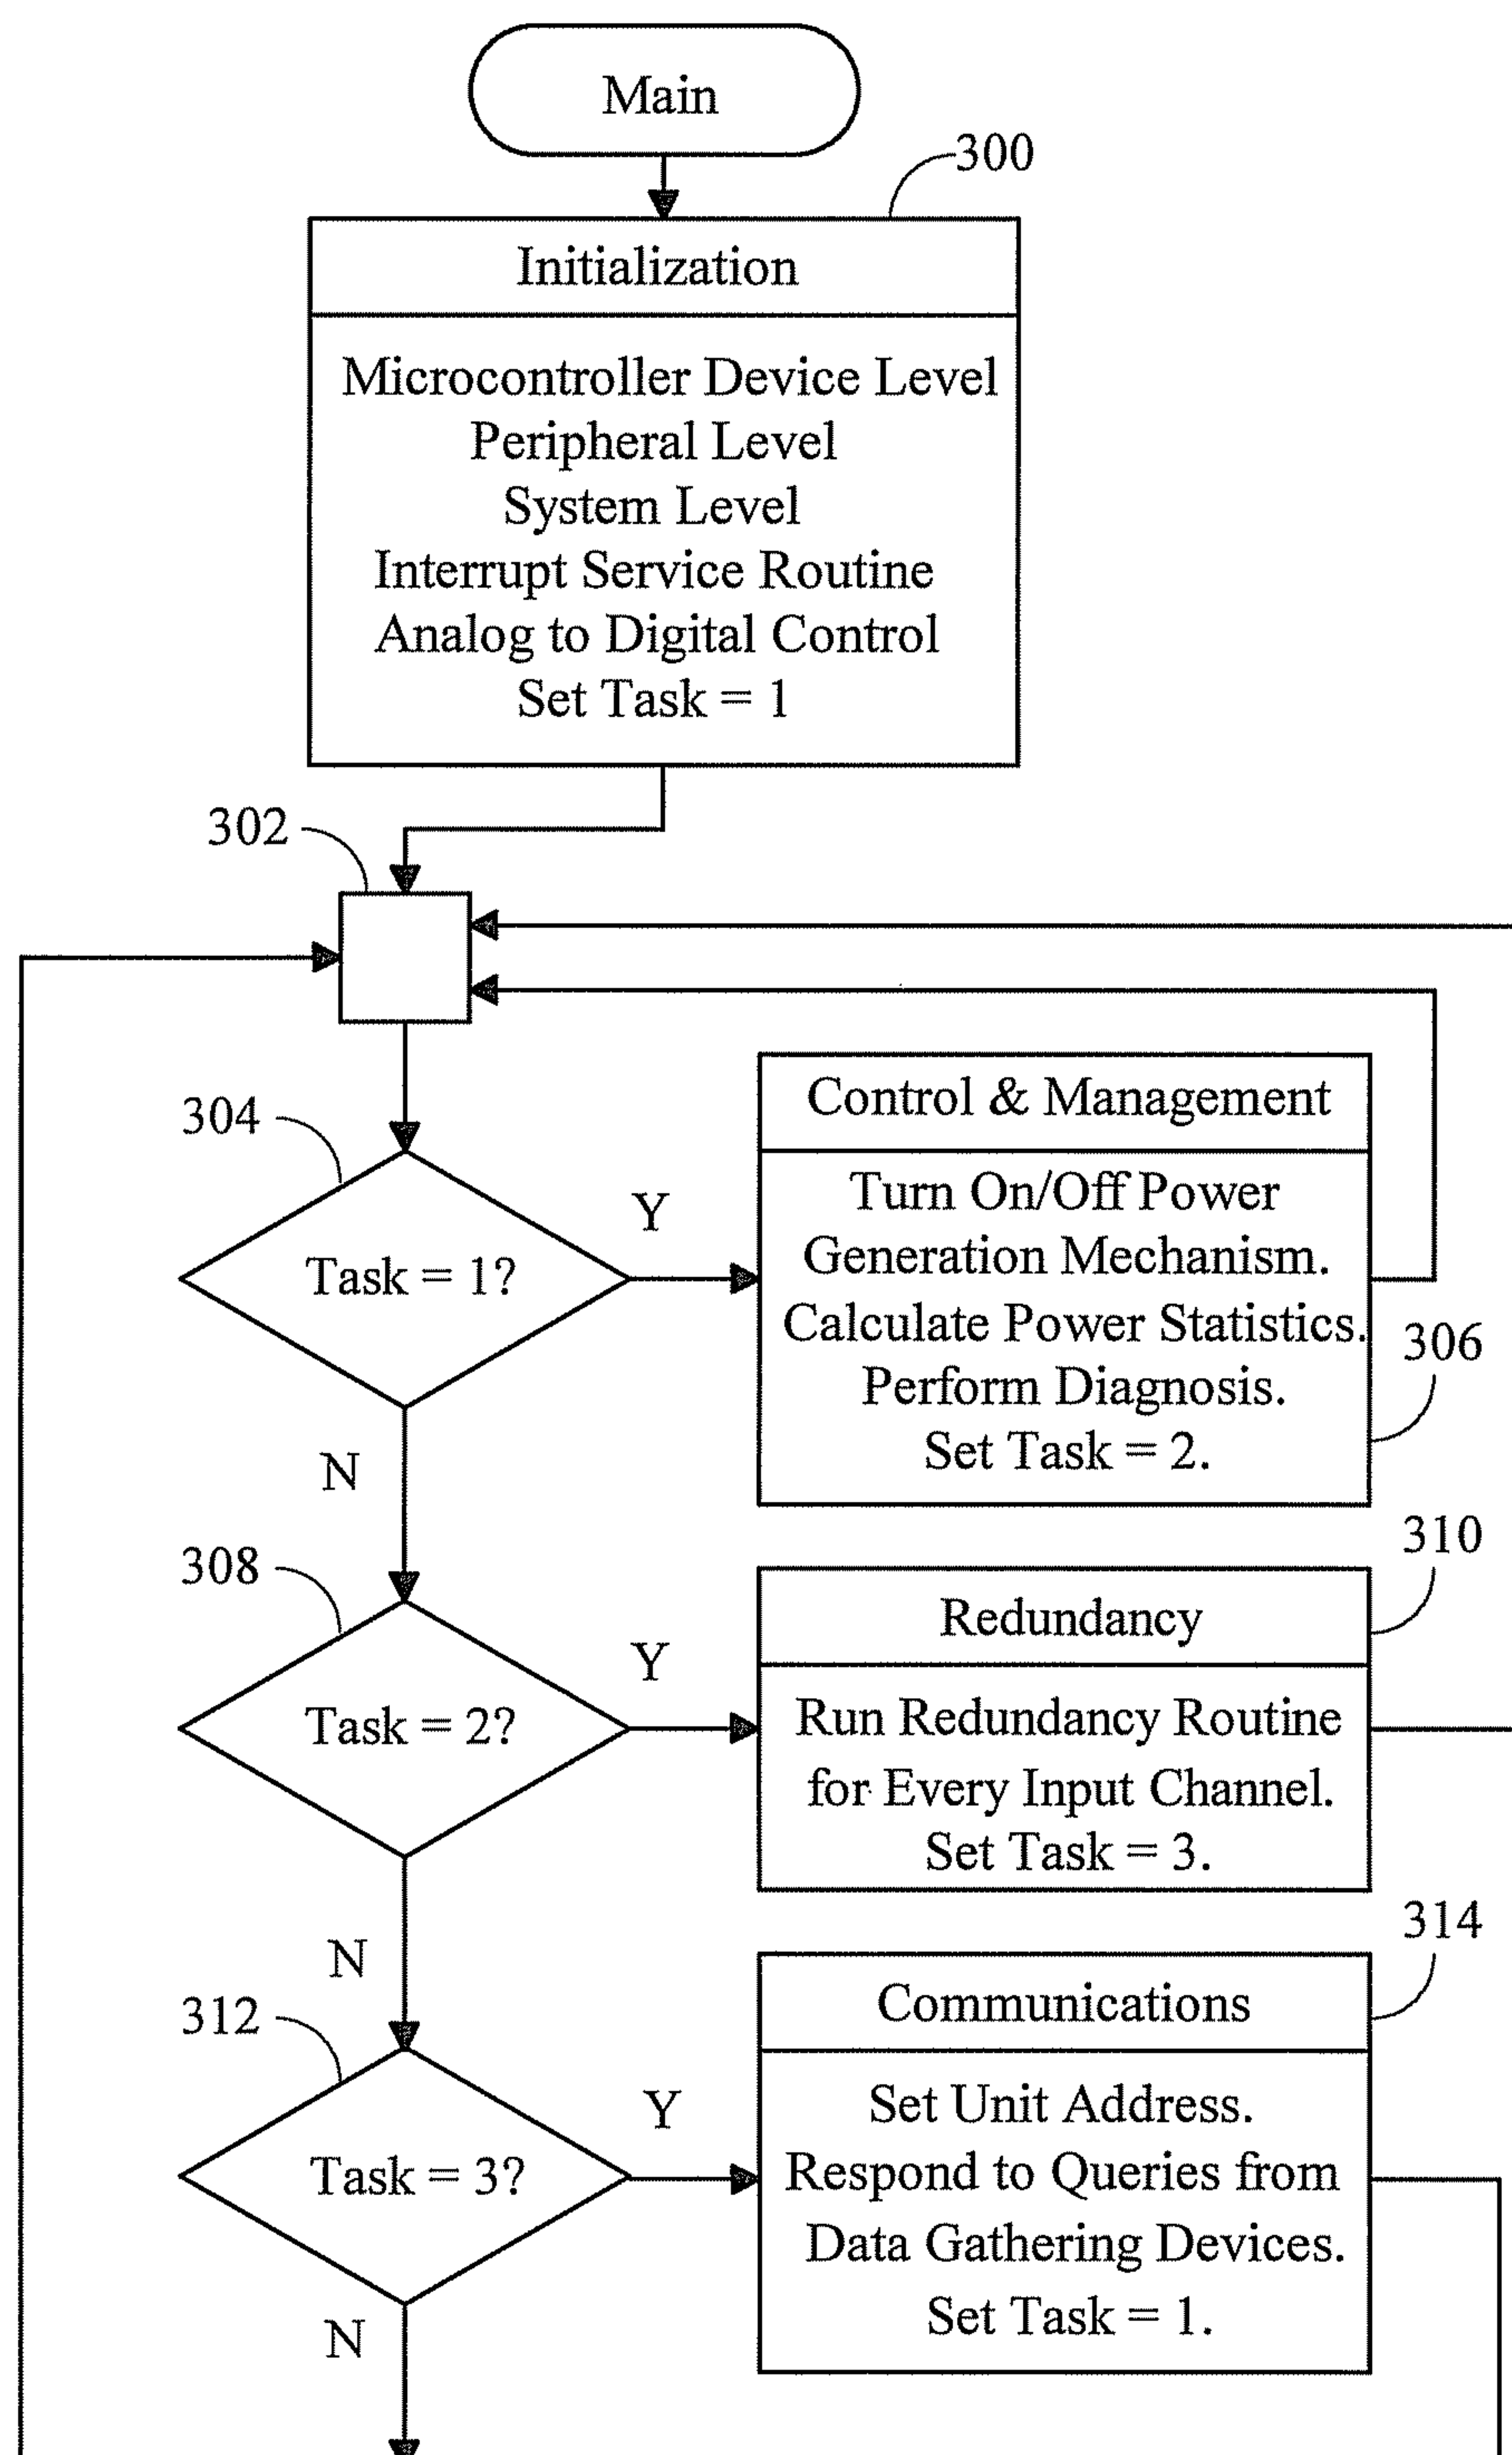 Main
300
Initialization
Microcontroller Device Level
Peripheral Level
System Level
Interrupt Service Routine
Analog to Digital Control
Set Task = 1
302
304
Task = 1?
Y
N
Control & Management
Turn On/Off Power
Generation Mechanism.
Calculate Power Statistics.
Perform Diagnosis.
Set Task = 2.
306
308
Task = 2?
Y
N
310
Redundancy
Run Redundancy Routine
for Every Input Channel.
Set Task = 3.
312
Task = 3?
Y
N
314
Communications
Set Unit Address.
Respond to Queries from
Data Gathering Devices.
Set Task = 1.